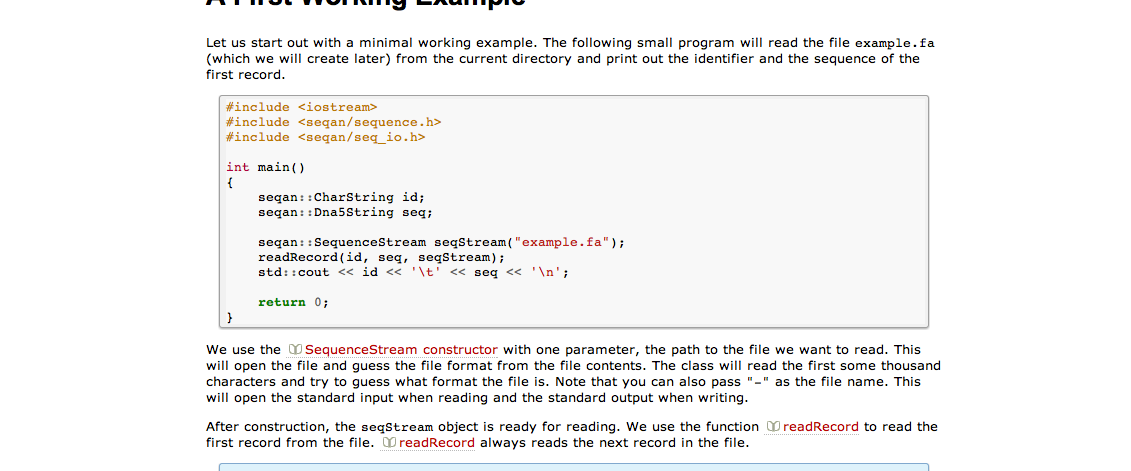 A First Working Example
Let us start out with a minimal working example. The following small program will read the file example.fa
(which we will create later) from the current directory and print out the identifier and the sequence of the
first record.
#include <iostream>
#include <seqan/sequence.h>
#include <seqan/seq_io.h>
int main()
{
    seqan::CharString id;
    seqan::Dna5String seq;
    seqan::SequenceStream seqStream("example.fa");
    readRecord(id, seq, seqStream);
    std::cout << id << '\t' << seq << '\n';
    return 0;
}
We use the SequenceStream constructor with one parameter, the path to the file we want to read. This
will open the file and guess the file format from the file contents. The class will read the first some thousand
characters and try to guess what format the file is. Note that you can also pass "-" as the file name. This
will open the standard input when reading and the standard output when writing.
After construction, the seqStream object is ready for reading. We use the function readRecord to read the
first record from the file. readRecord always reads the next record in the file.